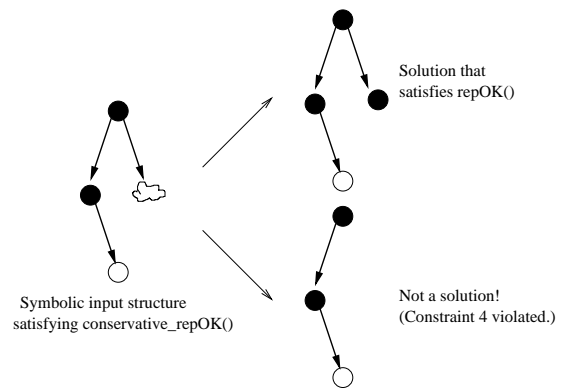 Solution that
satisfies repOK()
Symbolic input structure
satisfying conservative_repOK()
Not a solution!
(Constraint 4 violated.)